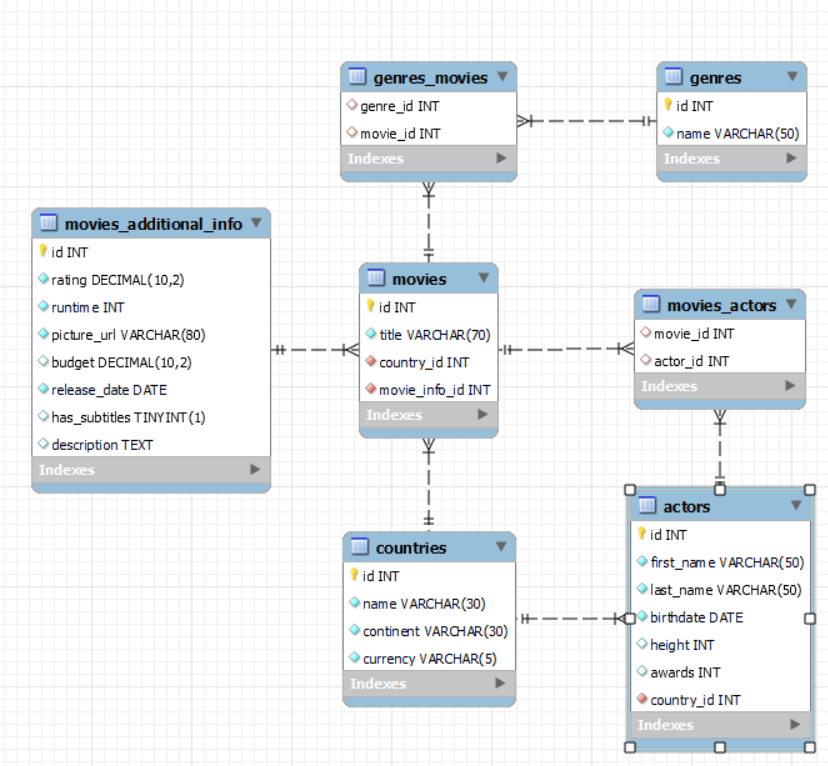 genres_movies
genre_id INT
movie_id INT
Indexes
genres
id INT
name VARCHAR(50)
Indexes
movies_additional_info
id INT
rating DECIMAL(10,2)
runtime INT
picture_url VARCHAR(80)
budget DECIMAL(10,2)
release_date DATE
has_subtitles TINYINT(1)
description TEXT
Indexes
movies
id INT
title VARCHAR(70)
country_id INT
movie_info_id INT
Indexes
movies_actors
movie_id INT
actor_id INT
Indexes
countries
id INT
name VARCHAR(30)
continent VARCHAR(30)
currency VARCHAR(5)
Indexes
actors
id INT
first_name VARCHAR(50)
last_name VARCHAR(50)
birthdate DATE
height INT
awards INT
country_id INT
Indexes